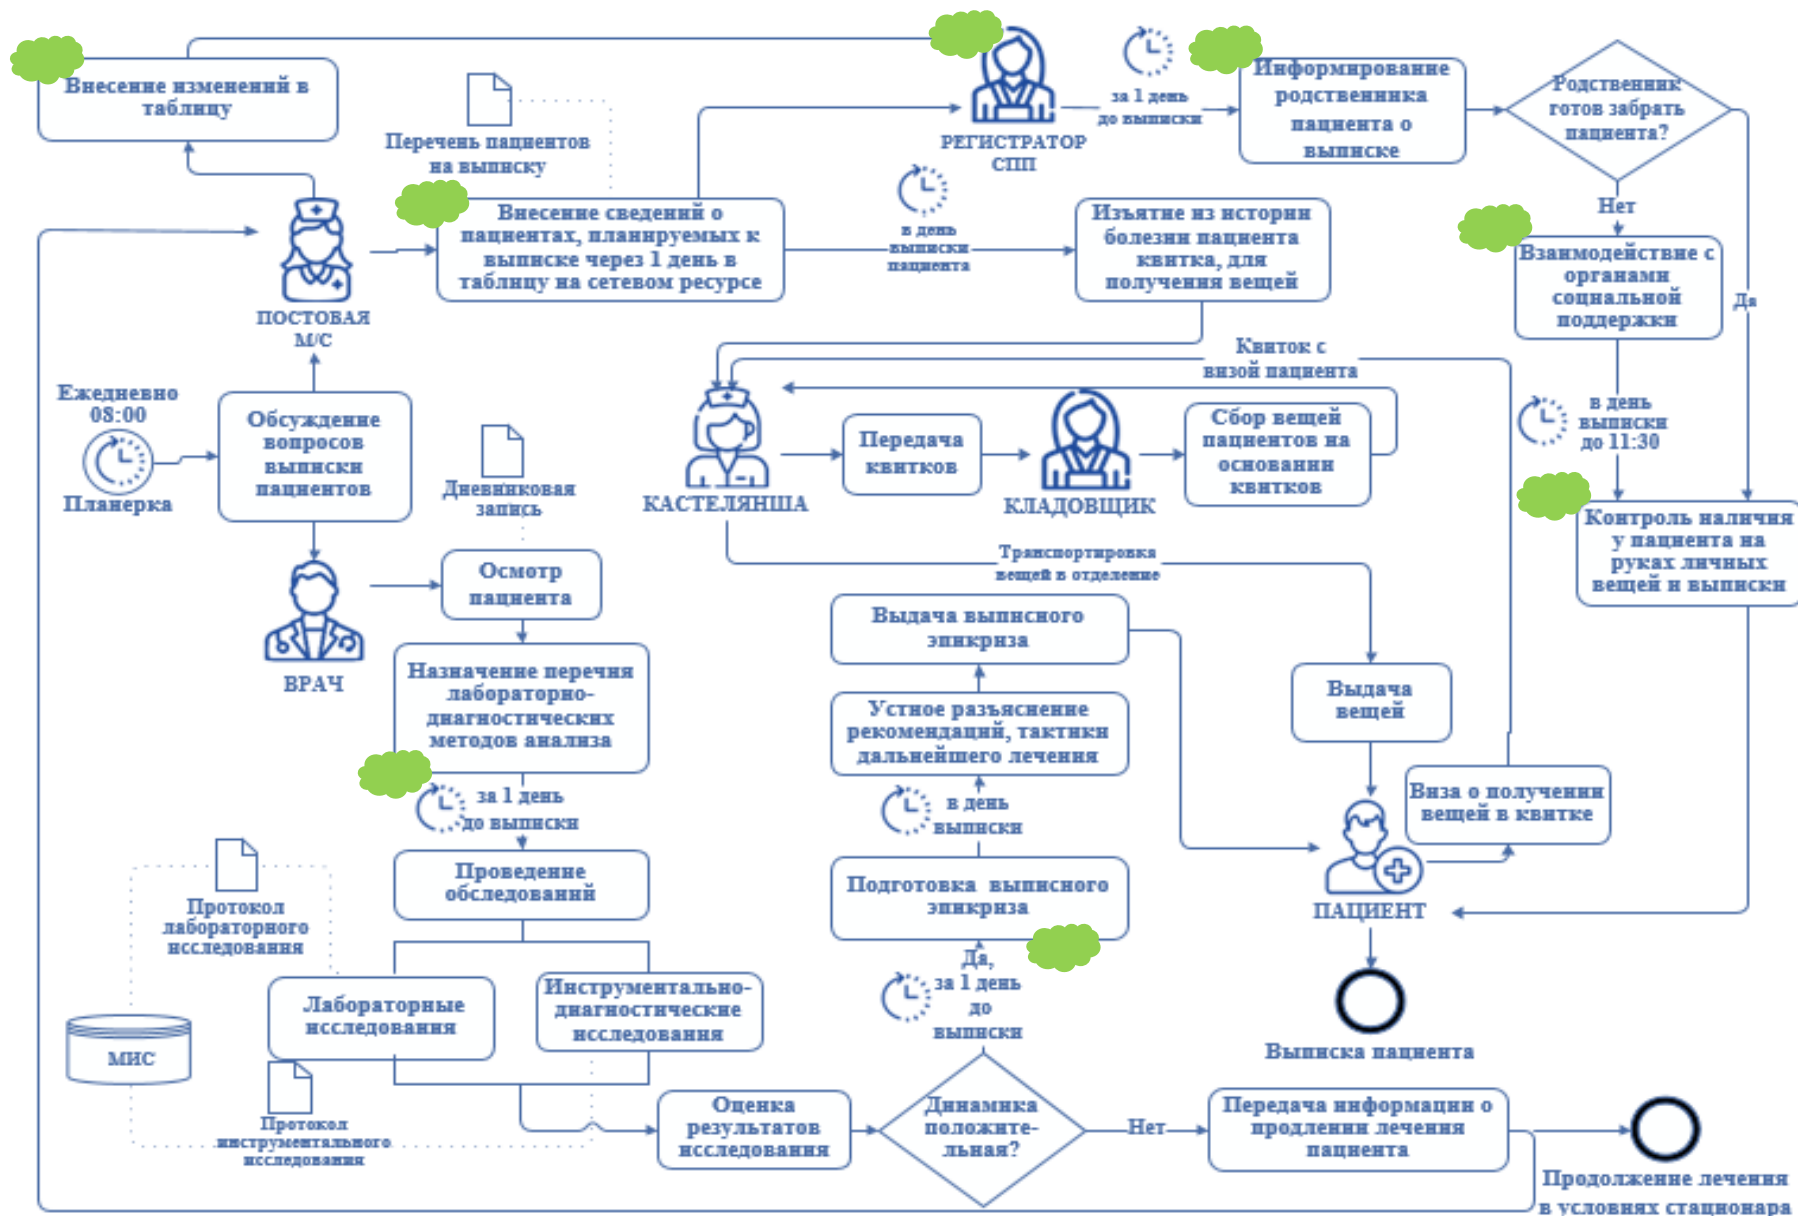 Внесение изменений в
таблицу
Перечень пациентов
на выписку
РЕГИСТРАТОР
СПП
за 1 день
до выписки
Информирование
родственника
пациента о
выписке
Родственник
готов забрать
пациента?
Нет
Да
Взаимодействие с
органами
социальной
поддержки
в день
выписки
до 11:30
Контроль наличия
у пациента на
руках личных
вещей и выписки
ПОСТОВАЯ
М/С
Внесение сведений о
пациентах, планируемых к
выписке через 1 день в
таблицу на сетевом ресурсе
в день
выписки
пациента
Изъятие из истории
болезни пациента
квитка, для
получения вещей
Квиток с
визой пациента
Ежедневно
08:00
Планерка
Обсуждение
вопросов
выписки
пациентов
КАСТЕЛЯНША
Передача
квитков
КЛАДОВЩИК
Сбор вещей
пациентов на
основании
квитков
Транспортировка
вещей в отделение
Дневниковая
запись
ВРАЧ
Осмотр
пациента
Назначение перечня
лабораторно-
диагностических
методов анализа
за 1 день
до выписки
Проведение
обследований
Протокол
лабораторного
исследования
Лабораторные
исследования
Инструментально-
диагностические
исследования
МИС
Протокол
инструментального
исследования
Оценка
результатов
исследования
Динамика
положите-
льная?
Да,
за 1 день
до
выписки
Подготовка выписного
эпикриза
в день
выписки
Устное разъяснение
рекомендаций, тактики
дальнейшего лечения
Выдача выписного
эпикриза
Выдача
вещей
Виза о получении
вещей в квитке
ПАЦИЕНТ
Выписка пациента
Нет
Передача информации о
продлении лечения
пациента
Продолжение лечения
в условиях стационара